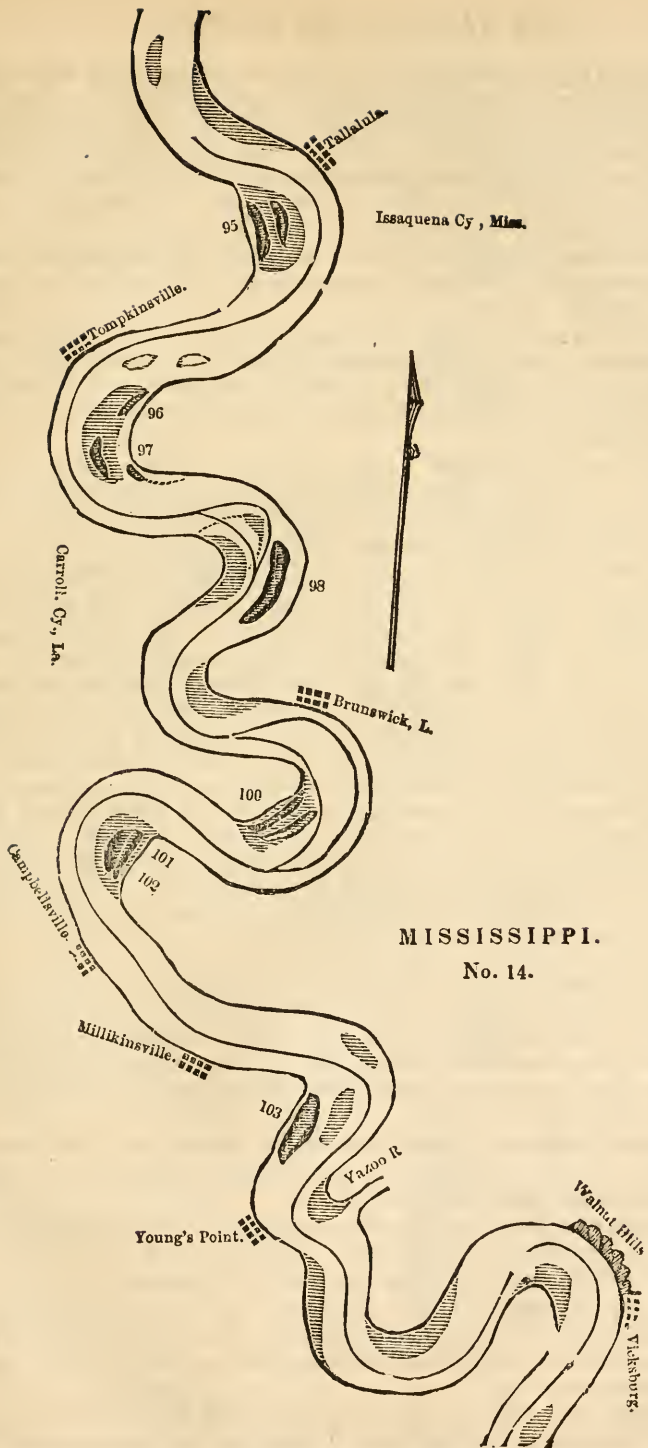 Tallalula.
95
Issaquena Cy, Miss.
Tompkinsville.
96
97
98
Carroll. Cy., La.
Brunswick, L.
100
101
102
Campbellsville.
MISSISSIPPI.
No. 14.
Millikinsville.
103
Yazoo R
Young's Point.
Walnut Hills
Vicksburg.